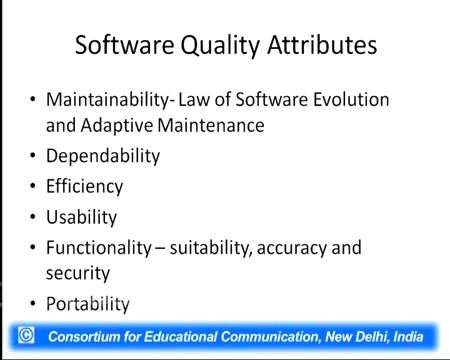 Software Quality Attributes
• Maintainability- Law of Software Evolution
and Adaptive Maintenance
• Dependability
• Efficiency
• Usability
• Functionality – suitability, accuracy and
security
• Portability
© Consortium for Educational Communication, New Delhi, India